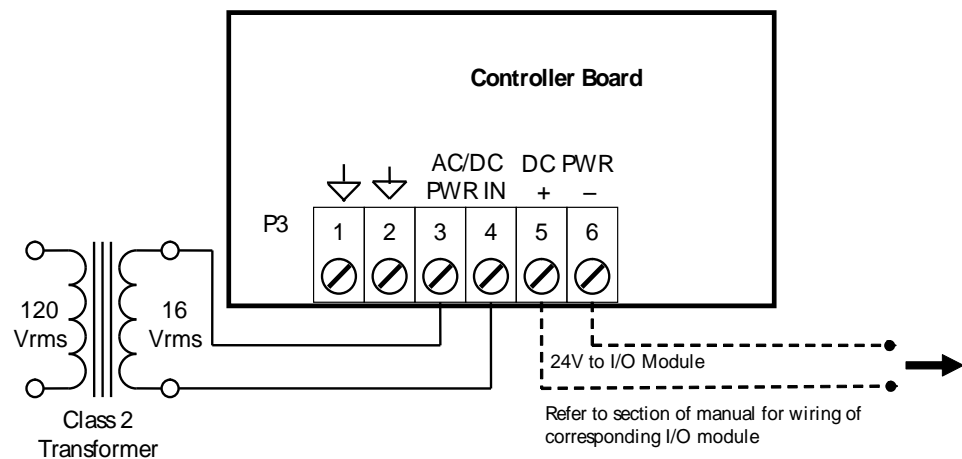 Controller Board
AC/DC
PWR IN
DC PWR
+ –
P3
1 2 3 4 5 6
120
Vrms
16
Vrms
24V to I/O Module
Class 2
Transformer
Refer to section of manual for wiring of
corresponding I/O module